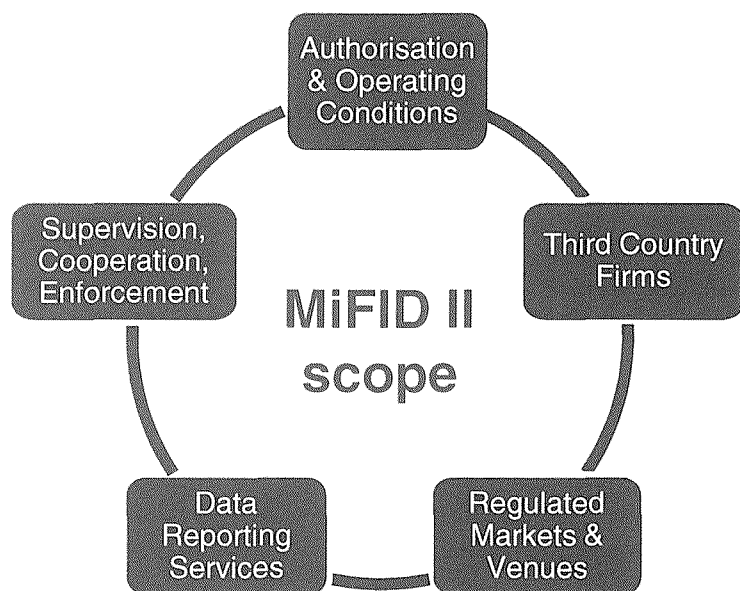 Authorisation
& Operating
Conditions
Supervision,
Cooperation,
Enforcement
Third Country
Firms
MiFID II
scope
Data
Reporting
Services
Regulated
Markets &
Venues